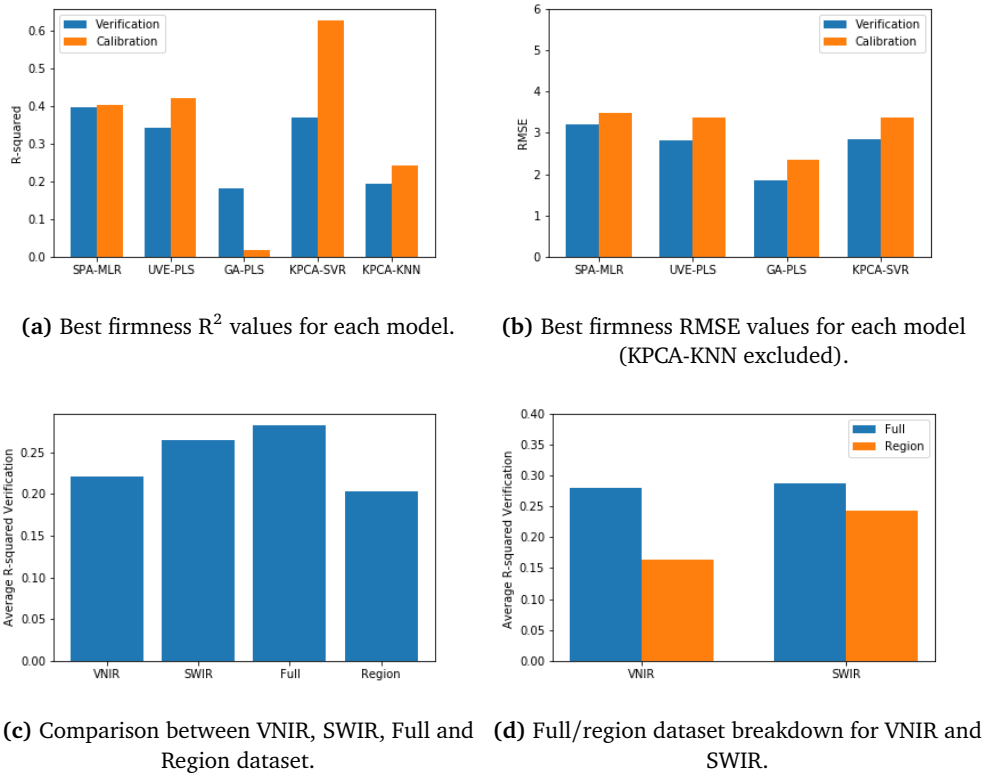 Verification
Calibration
R-squared
0.6
0.5
0.4
0.3
0.2
0.1
0.0
SPA-MLR UVE-PLS GA-PLS KPCA-SVR KPCA-KNN
(a) Best firmness R² values for each model.
Verification
Calibration
RMSE
6
5
4
3
2
1
0
SPA-MLR UVE-PLS GA-PLS KPCA-SVR
(b) Best firmness RMSE values for each model
(KPCA-KNN excluded).
Average R-squared Verification
0.25
0.20
0.15
0.10
0.05
0.00
VNIR SWIR Full Region
(c) Comparison between VNIR, SWIR, Full and
Region dataset.
Full
Region
Average R-squared Verification
0.40
0.35
0.30
0.25
0.20
0.15
0.10
0.05
0.00
VNIR SWIR
(d) Full/region dataset breakdown for VNIR and
SWIR.